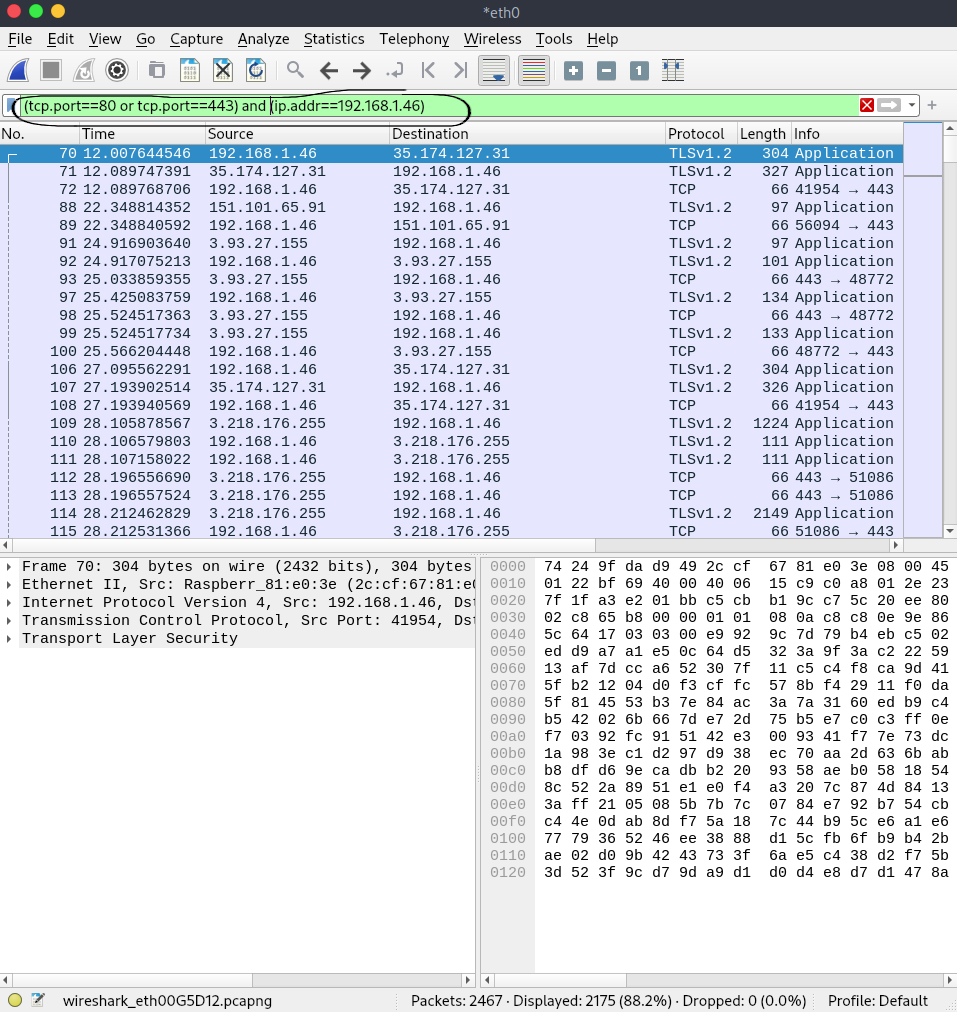 *eth0
File Edit View Go Capture Analyze Statistics Telephony Wireless Tools Help
(tcp.port==80 or tcp.port==443) and (ip.addr==192.168.1.46)
No. Time Source Destination Protocol Length Info
70 12.007644546 192.168.1.46 35.174.127.31 TLSv1.2 304 Application
71 12.089747391 35.174.127.31 192.168.1.46 TLSv1.2 327 Application
72 12.089768706 192.168.1.46 35.174.127.31 TCP 66 41954 → 443
88 22.348814352 151.101.65.91 192.168.1.46 TLSv1.2 97 Application
89 22.348840592 192.168.1.46 151.101.65.91 TCP 66 56094 → 443
91 24.916903640 3.93.27.155 192.168.1.46 TLSv1.2 97 Application
92 24.917075213 192.168.1.46 3.93.27.155 TLSv1.2 101 Application
93 25.033859355 3.93.27.155 192.168.1.46 TCP 66 443 → 48772
97 25.425083759 192.168.1.46 3.93.27.155 TLSv1.2 134 Application
98 25.524517363 3.93.27.155 192.168.1.46 TCP 66 443 → 48772
99 25.524517734 3.93.27.155 192.168.1.46 TLSv1.2 133 Application
100 25.566204448 192.168.1.46 3.93.27.155 TCP 66 48772 → 443
106 27.095562291 192.168.1.46 35.174.127.31 TLSv1.2 304 Application
107 27.193902514 35.174.127.31 192.168.1.46 TLSv1.2 326 Application
108 27.193940569 192.168.1.46 35.174.127.31 TCP 66 41954 → 443
109 28.105878567 3.218.176.255 192.168.1.46 TLSv1.2 1224 Application
110 28.106579803 192.168.1.46 3.218.176.255 TLSv1.2 111 Application
111 28.107158022 192.168.1.46 3.218.176.255 TLSv1.2 111 Application
112 28.196556690 3.218.176.255 192.168.1.46 TCP 66 443 → 51086
113 28.196557524 3.218.176.255 192.168.1.46 TCP 66 443 → 51086
114 28.212462829 3.218.176.255 192.168.1.46 TLSv1.2 2149 Application
115 28.212531366 192.168.1.46 3.218.176.255 TCP 66 51086 → 443
Frame 70: 304 bytes on wire (2432 bits), 304 bytes
Ethernet II, Src: Raspberr_81:e0:3e (2c:cf:67:81:e0
Internet Protocol Version 4, Src: 192.168.1.46, Dst
Transmission Control Protocol, Src Port: 41954, Dst
Transport Layer Security
0000 74 24 9f da d9 49 2c cf 67 81 e0 3e 08 00 45
0010 01 22 bf 69 40 00 40 06 15 c9 c0 a8 01 2e 23
0020 7f 1f a3 e2 01 bb c5 cb b1 9c c7 5c 20 ee 80
0030 02 c8 65 b8 00 00 01 01 08 0a c8 c8 0e 9e 86
0040 5c 64 17 03 03 00 e9 92 9c 7d 79 b4 eb c5 02
0050 ed d9 a7 a1 e5 0c 64 d5 32 3a 9f 3a c2 22 59
0060 13 af 7d cc a6 52 30 7f 11 c5 c4 f8 ca 9d 41
0070 5f b2 12 04 d0 f3 cf fc 57 8b f4 29 11 f0 da
0080 5f 81 45 53 b3 7e 84 ac 3a 7a 31 60 ed b9 c4
0090 b5 42 02 6b 66 7d e7 2d 75 b5 e7 c0 c3 ff 0e
00a0 f7 03 92 fc 91 51 42 e3 00 93 41 f7 7e 73 dc
00b0 1a 98 3e c1 d2 97 d9 38 ec 70 aa 2d 63 6b ab
00c0 b8 df d6 9e ca db b2 20 93 58 ae b0 58 18 54
00d0 8c 52 2a 89 51 e1 e0 f4 a3 20 7c 87 4d 84 13
00e0 3a ff 21 05 08 5b 7b 7c 07 84 e7 92 b7 54 cb
00f0 c4 4e 0d ab 8d f7 5a 18 7c 44 b9 5c e6 a1 e6
0100 77 79 36 52 46 ee 38 88 d1 5c fb 6f b9 b4 2b
0110 ae 02 d0 9b 42 43 73 3f 6a e5 c4 38 d2 f7 5b
0120 3d 52 3f 9c d7 9d a9 d1 d0 d4 e8 d7 d1 47 8a
wireshark_eth00G5D12.pcapng Packets: 2467 · Displayed: 2175 (88.2%) · Dropped: 0 (0.0%) Profile: Default